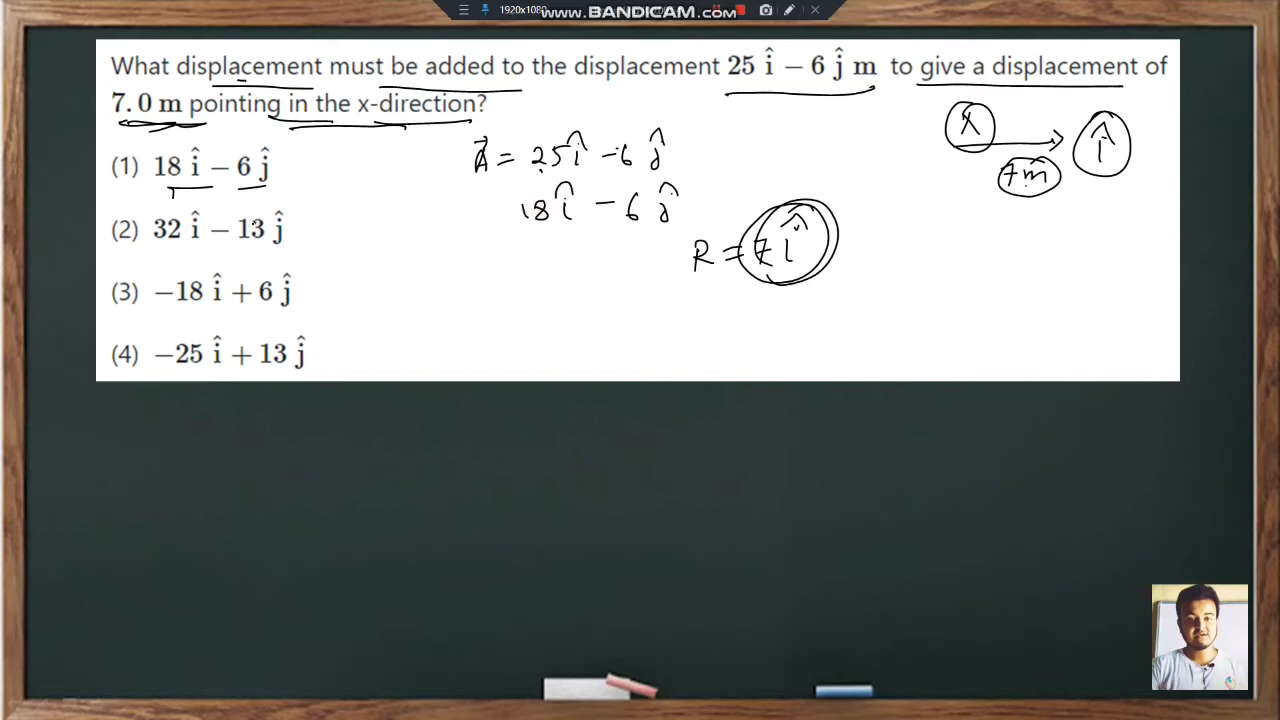 1920x1080
www.BANDICAM.com
What displacement must be added to the displacement 25 î − 6 ĵ m to give a displacement of
7.0 m pointing in the x-direction?
(1) 18 î − 6 ĵ
(2) 32 î − 13 ĵ
(3) −18 î + 6 ĵ
(4) −25 î + 13 ĵ
A⃗ = 25î − 6 ĵ
18î − 6 ĵ
R = 7 î
X
î
7m